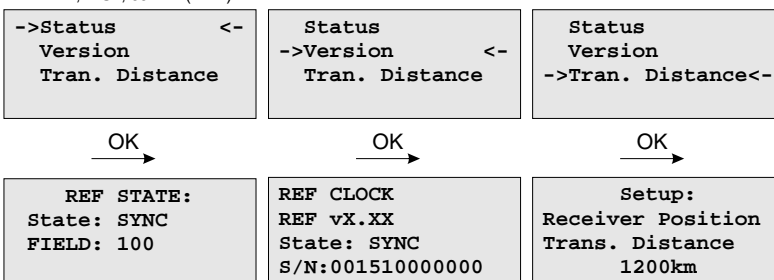 ->Status <-
Version
Tran. Distance
Status
->Version <-
Tran. Distance
Status
Version
->Tran. Distance<-
OK
OK
OK
REF STATE:
State: SYNC
FIELD: 100
REF CLOCK
REF vX.XX
State: SYNC
S/N:001510000000
Setup:
Receiver Position
Trans. Distance
1200km